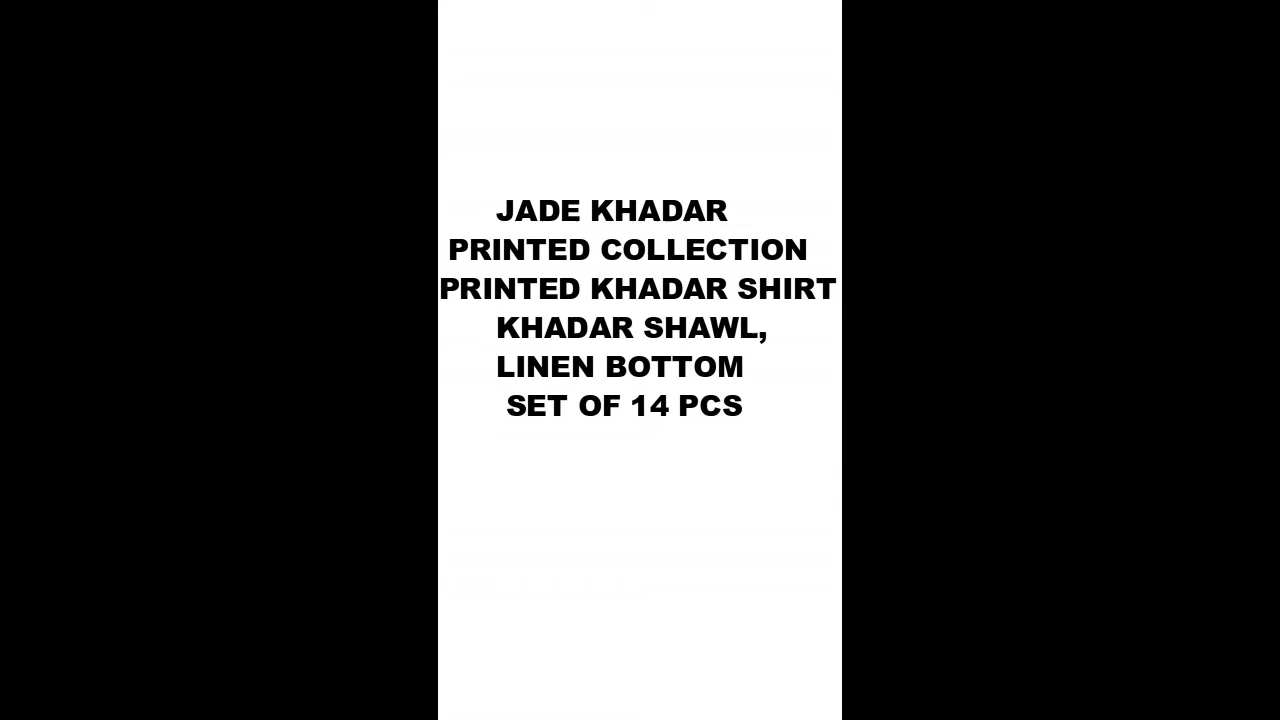 JADE KHADAR
PRINTED COLLECTION
PRINTED KHADAR SHIRT
KHADAR SHAWL,
LINEN BOTTOM
SET OF 14 PCS